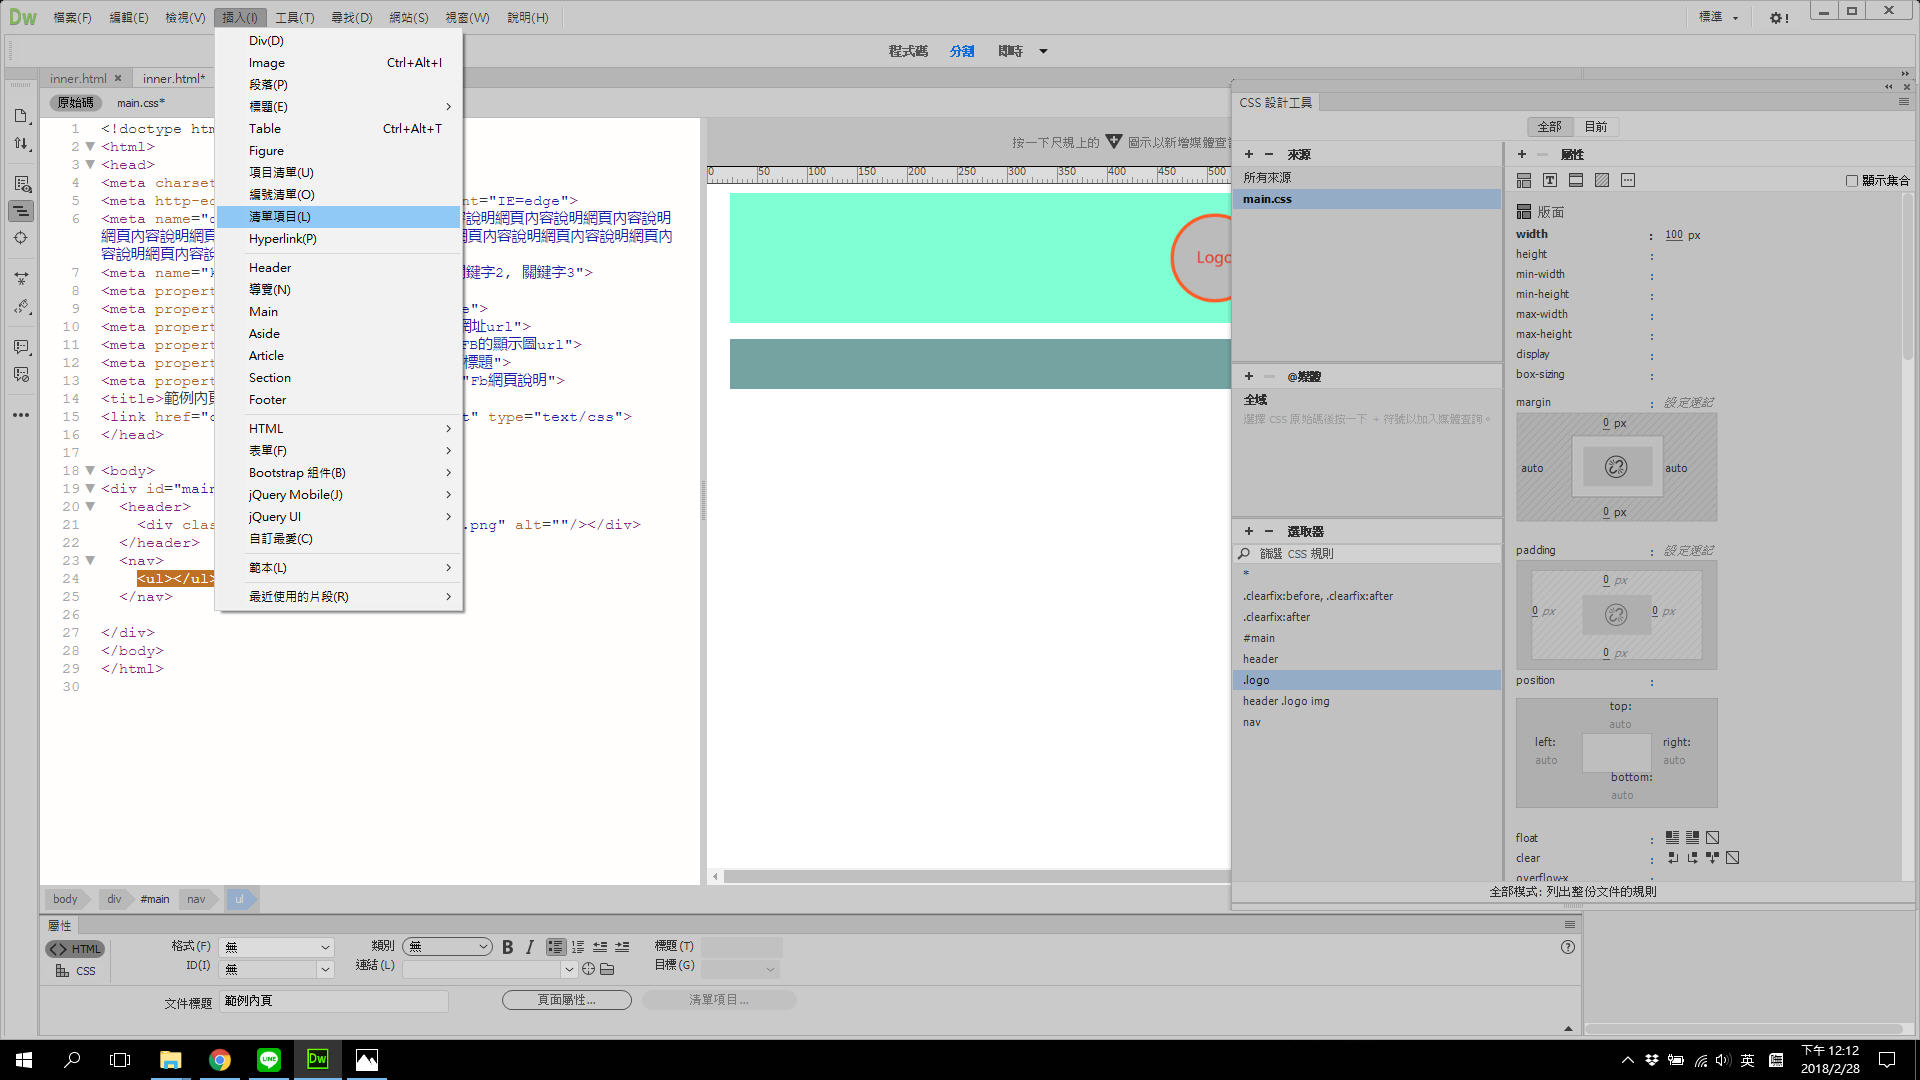 Dw 檔案(F) 編輯(E) 檢視(V) 插入(I) 工具(T) 尋找(D) 網站(S) 視窗(W) 說明(H) 標準
程式碼 分割 即時
inner.html × inner.html*
原始碼 main.css*
Div(D)
Image Ctrl+Alt+I
段落(P)
標題(E)
Table Ctrl+Alt+T
Figure
項目清單(U)
編號清單(O)
清單項目(L)
Hyperlink(P)
Header
導覽(N)
Main
Aside
Article
Section
Footer
HTML
表單(F)
Bootstrap 組件(B)
jQuery Mobile(J)
jQuery UI
自訂最愛(C)
範本(L)
最近使用的片段(R)
1 <!doctype htm
2 <html>
3 <head>
4 <meta charset
5 <meta http-e nt="IE=edge">
6 <meta name= 容說明網頁內容說明網頁內容說明
網頁內容說明網頁 頁內容說明網頁內容說明網頁內
容說明網頁內容說
7 <meta name= 鍵字2, 關鍵字3">
8 <meta propert
9 <meta propert e">
10 <meta propert 網址url">
11 <meta propert FB的顯示圖url">
12 <meta propert 標題">
13 <meta propert "Fb網頁說明">
14 <title>範例內
15 <link href= t" type="text/css">
16 </head>
17
18 <body>
19 <div id="main
20 <header>
21 <div clas .png" alt=""/></div>
22 </header>
23 <nav>
24 <ul></ul>
25 </nav>
26
27 </div>
28 </body>
29 </html>
30
按一下尺規上的 圖示以新增媒體查
0 50 100 150 200 250 300 350 400 450 500
Logo
CSS 設計工具
全部 目前
+ − 來源
所有來源
main.css
+ @媒體
全域
選擇 CSS 原始碼後按一下 + 符號以加入媒體查詢。
+ − 選取器
篩選 CSS 規則
*
.clearfix:before, .clearfix:after
.clearfix:after
#main
header
.logo
header .logo img
nav
+ 屬性
顯示集合
版面
width : 100 px
height :
min-width :
min-height :
max-width :
max-height :
display :
box-sizing :
margin : 設定速記
0 px
auto auto
0 px
padding : 設定速記
0 px
0 px 0 px
0 px
position :
top:
auto
left: right:
auto auto
bottom:
auto
float :
clear :
overflow-x :
全部模式: 列出整份文件的規則
body div #main nav ul
屬性
<> HTML 格式(F) 無 類別 無 B I 標題(T)
CSS ID(I) 無 連結(L) 目標(G)
文件標題 範例內頁 頁面屬性... 清單項目...
Dw
英
下午 12:12
2018/2/28